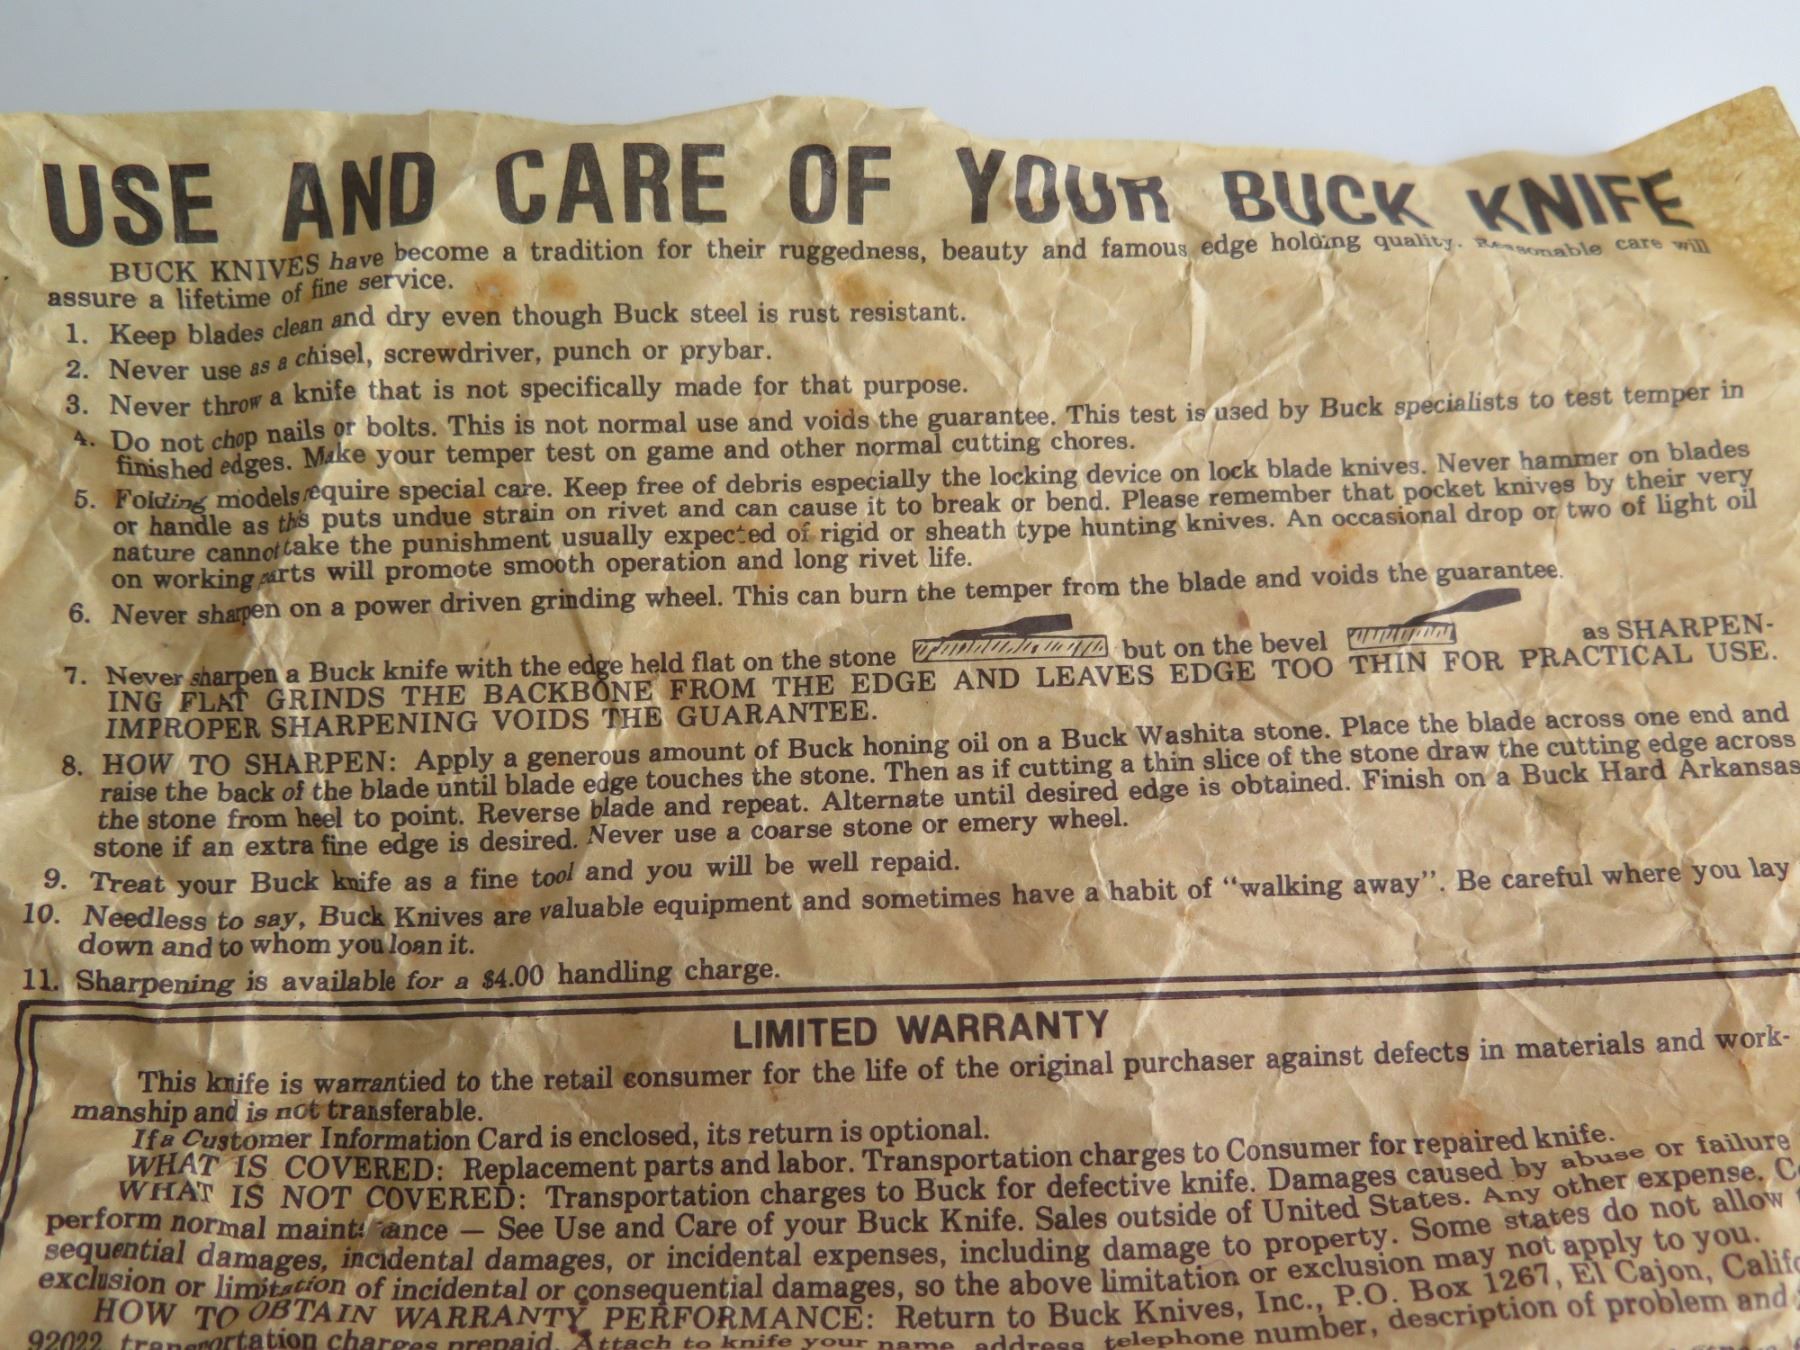 USE AND CARE OF YOUR BUCK KNIFE
BUCK KNIVES have become a tradition for their ruggedness, beauty and famous edge holding quality. Reasonable care will
assure a lifetime of fine service.
1. Keep blades clean and dry even though Buck steel is rust resistant.
2. Never use as a chisel, screwdriver, punch or prybar.
3. Never throw a knife that is not specifically made for that purpose.
4. Do not chop nails or bolts. This is not normal use and voids the guarantee. This test is used by Buck specialists to test temper in
finished edges. Make your temper test on game and other normal cutting chores.
5. Folding models require special care. Keep free of debris especially the locking device on lock blade knives. Never hammer on blades
or handle as this puts undue strain on rivet and can cause it to break or bend. Please remember that pocket knives by their very
nature cannot take the punishment usually expected of rigid or sheath type hunting knives. An occasional drop or two of light oil
on working parts will promote smooth operation and long rivet life.
6. Never sharpen on a power driven grinding wheel. This can burn the temper from the blade and voids the guarantee.
7. Never sharpen a Buck knife with the edge held flat on the stone but on the bevel as SHARPEN-
ING FLAT GRINDS THE BACKBONE FROM THE EDGE AND LEAVES EDGE TOO THIN FOR PRACTICAL USE.
IMPROPER SHARPENING VOIDS THE GUARANTEE.
8. HOW TO SHARPEN: Apply a generous amount of Buck honing oil on a Buck Washita stone. Place the blade across one end and
raise the back of the blade until blade edge touches the stone. Then as if cutting a thin slice of the stone draw the cutting edge across
the stone from heel to point. Reverse blade and repeat. Alternate until desired edge is obtained. Finish on a Buck Hard Arkansas
stone if an extra fine edge is desired. Never use a coarse stone or emery wheel.
9. Treat your Buck knife as a fine tool and you will be well repaid.
10. Needless to say, Buck Knives are valuable equipment and sometimes have a habit of "walking away". Be careful where you lay
down and to whom you loan it.
11. Sharpening is available for a $4.00 handling charge.
LIMITED WARRANTY
This knife is warrantied to the retail consumer for the life of the original purchaser against defects in materials and work-
manship and is not transferable.
If a Customer Information Card is enclosed, its return is optional.
WHAT IS COVERED: Replacement parts and labor. Transportation charges to Consumer for repaired knife.
WHAT IS NOT COVERED: Transportation charges to Buck for defective knife. Damages caused by abuse or failure
perform normal maintenance — See Use and Care of your Buck Knife. Sales outside of United States. Any other expense.
sequential damages, incidental damages, or incidental expenses, including damage to property. Some states do not allow
exclusion or limitation of incidental or consequential damages, so the above limitation or exclusion may not apply to you.
HOW TO OBTAIN WARRANTY PERFORMANCE: Return to Buck Knives, Inc., P.O. Box 1267, El Cajon, Califo
92022 transportation charges prepaid. Attach to knife your name, address, telephone number, description of problem and